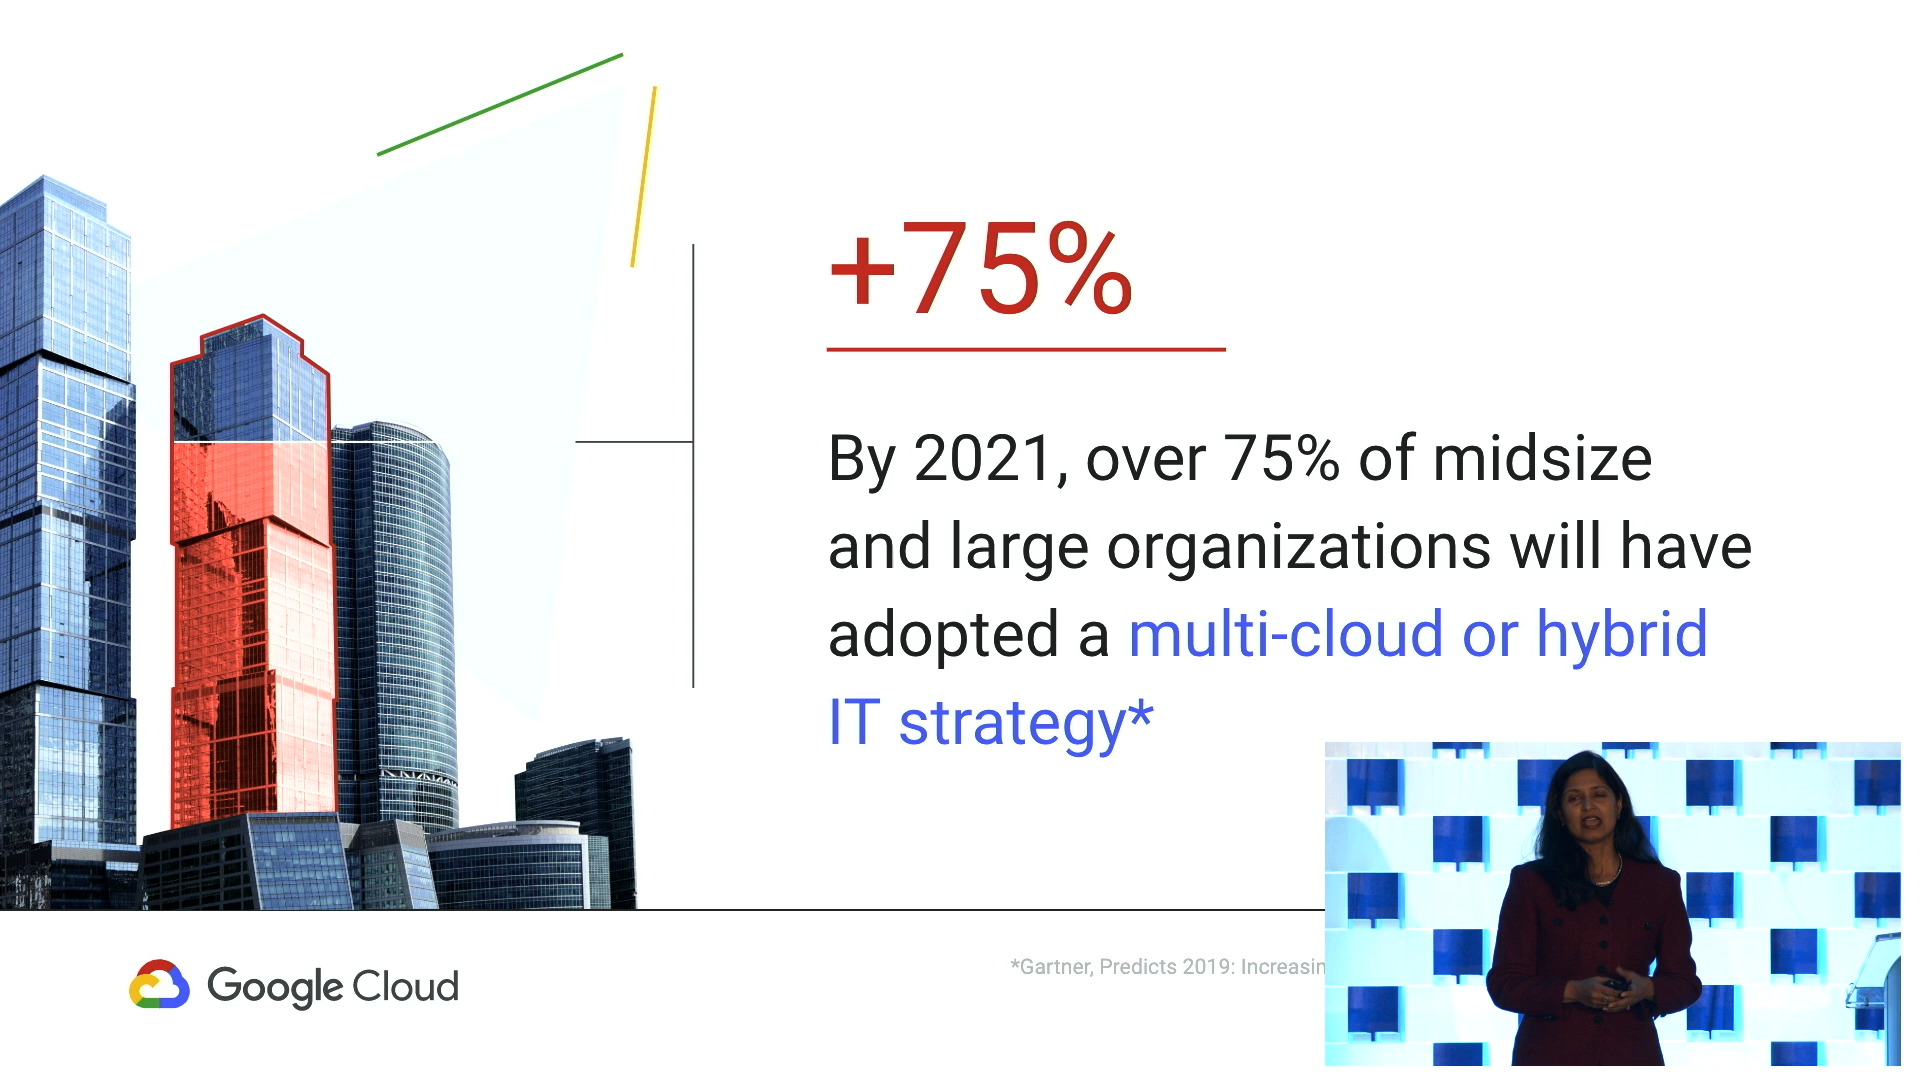 +75%
By 2021, over 75% of midsize
and large organizations will have
adopted a multi-cloud or hybrid
IT strategy*
*Gartner, Predicts 2019:
Google Cloud